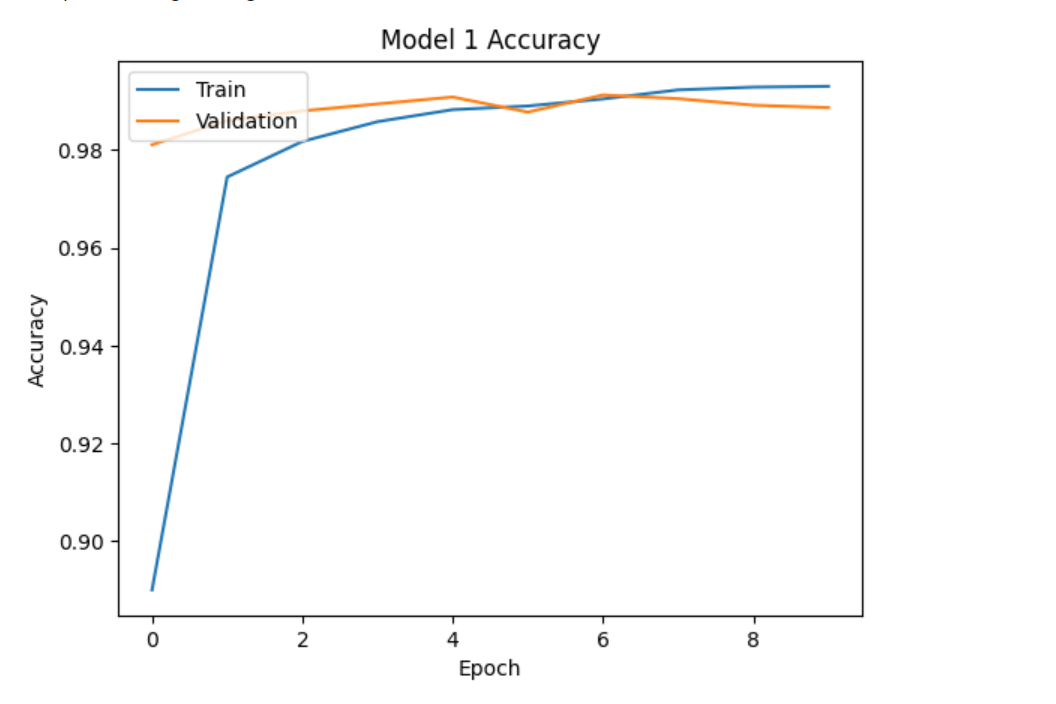 Model 1 Accuracy
Train
Validation
0.98
0.96
0.94
0.92
0.90
Accuracy
0 2 4 6 8
Epoch